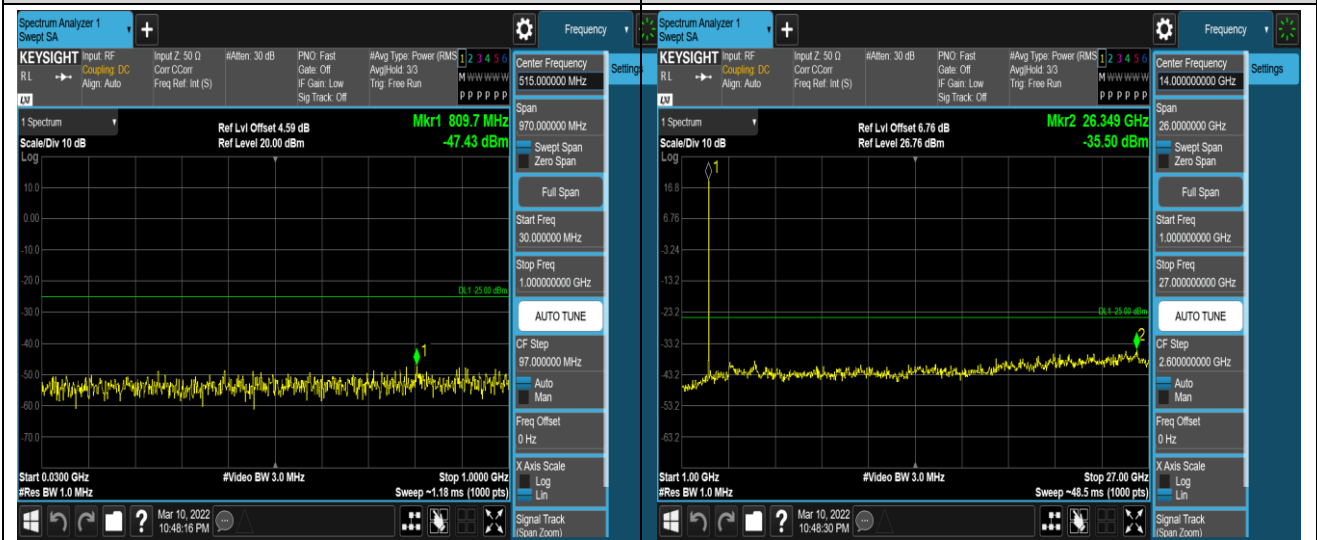 Spectrum Analyzer 1
Swept SA
+
Frequency
KEYSIGHT
Input: RF
Coupling: DC
Align: Auto
Input Z: 50 Ω
Corr CCorr
Freq Ref: Int (S)
#Atten: 30 dB
PNO: Fast
Gate: Off
IF Gain: Low
Sig Track: Off
#Avg Type: Power (RMS
Avg|Hold: 3/3
Trig: Free Run
1 2 3 4 5 6
M W W W W W
P P P P P P
RL
LXI
Center Frequency
515.000000 MHz
Settings
1 Spectrum
Scale/Div 10 dB
Ref Lvl Offset 4.59 dB
Ref Level 20.00 dBm
Mkr1 809.7 MHz
-47.43 dBm
Span
970.000000 MHz
Swept Span
Zero Span
Log
10.0
0.00
-10.0
-20.0
-30.0
-40.0
-50.0
-60.0
-70.0
DL1 -25.00 dBm
1
Full Span
Start Freq
30.000000 MHz
Stop Freq
1.000000000 GHz
AUTO TUNE
CF Step
97.000000 MHz
Auto
Man
Freq Offset
0 Hz
X Axis Scale
Log
Lin
Signal Track
(Span Zoom)
Start 0.0300 GHz
#Res BW 1.0 MHz
#Video BW 3.0 MHz
Stop 1.0000 GHz
Sweep ~1.18 ms (1000 pts)
?
Mar 10, 2022
10:48:16 PM
Spectrum Analyzer 1
Swept SA
+
Frequency
KEYSIGHT
Input: RF
Coupling: DC
Align: Auto
Input Z: 50 Ω
Corr CCorr
Freq Ref: Int (S)
#Atten: 30 dB
PNO: Fast
Gate: Off
IF Gain: Low
Sig Track: Off
#Avg Type: Power (RMS
Avg|Hold: 3/3
Trig: Free Run
1 2 3 4 5 6
M W W W W W
P P P P P P
RL
LXI
Center Frequency
14.000000000 GHz
Settings
1 Spectrum
Scale/Div 10 dB
Ref Lvl Offset 6.76 dB
Ref Level 26.76 dBm
Mkr2 26.349 GHz
-35.50 dBm
Span
26.0000000 GHz
Swept Span
Zero Span
Log
16.8
6.76
-3.24
-13.2
-23.2
-33.2
-43.2
-53.2
-63.2
1
DL1 -25.00 dBm
2
Full Span
Start Freq
1.000000000 GHz
Stop Freq
27.000000000 GHz
AUTO TUNE
CF Step
2.600000000 GHz
Auto
Man
Freq Offset
0 Hz
X Axis Scale
Log
Lin
Signal Track
(Span Zoom)
Start 1.00 GHz
#Res BW 1.0 MHz
#Video BW 3.0 MHz
Stop 27.00 GHz
Sweep ~48.5 ms (1000 pts)
?
Mar 10, 2022
10:48:30 PM